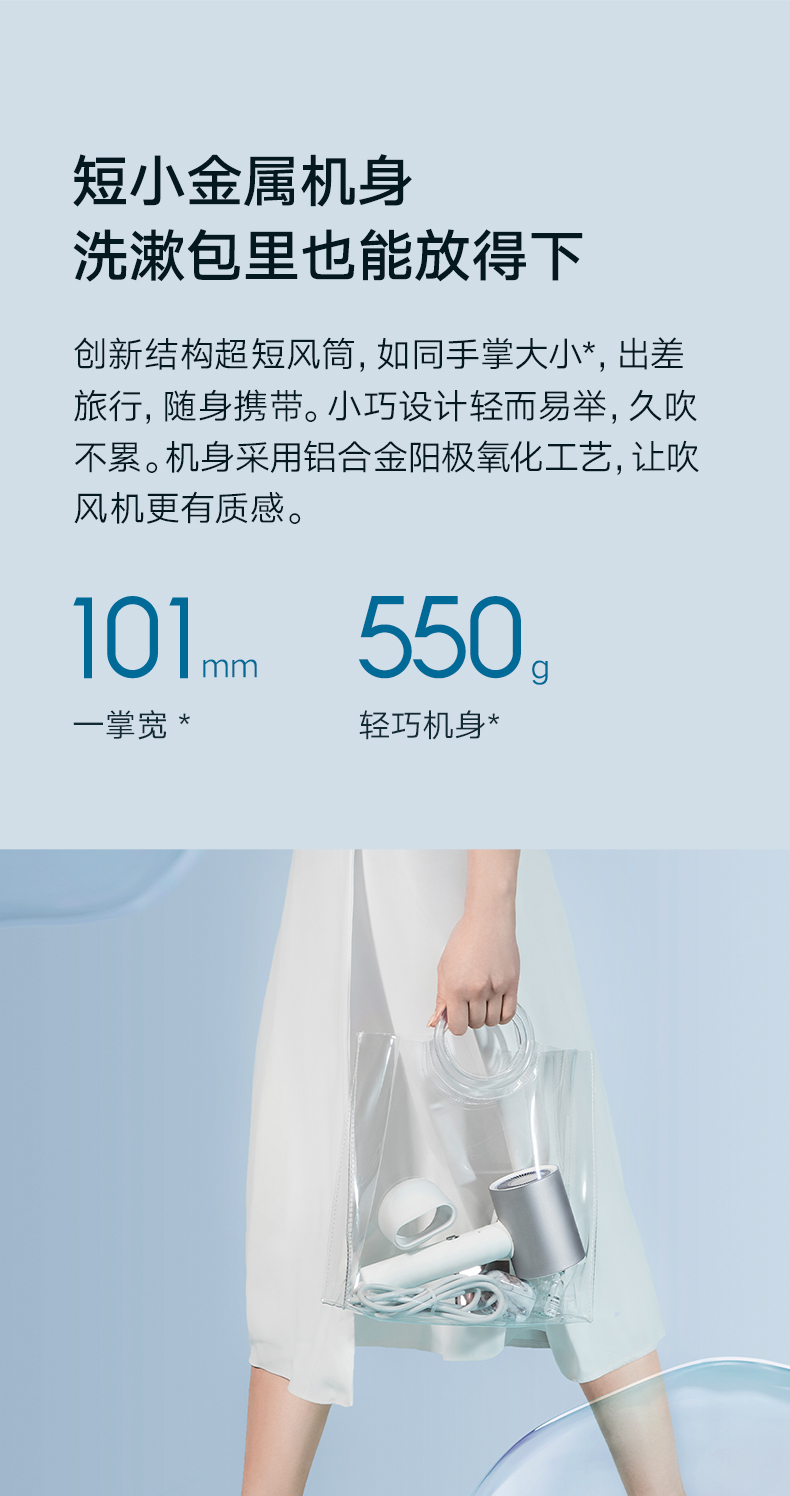 短小金属机身
洗漱包里也能放得下
创新结构超短风筒，如同手掌大小*，出差
旅行，随身携带。小巧设计轻而易举，久吹
不累。机身采用铝合金阳极氧化工艺，让吹
风机更有质感。
101mm 550g
一掌宽 * 轻巧机身*